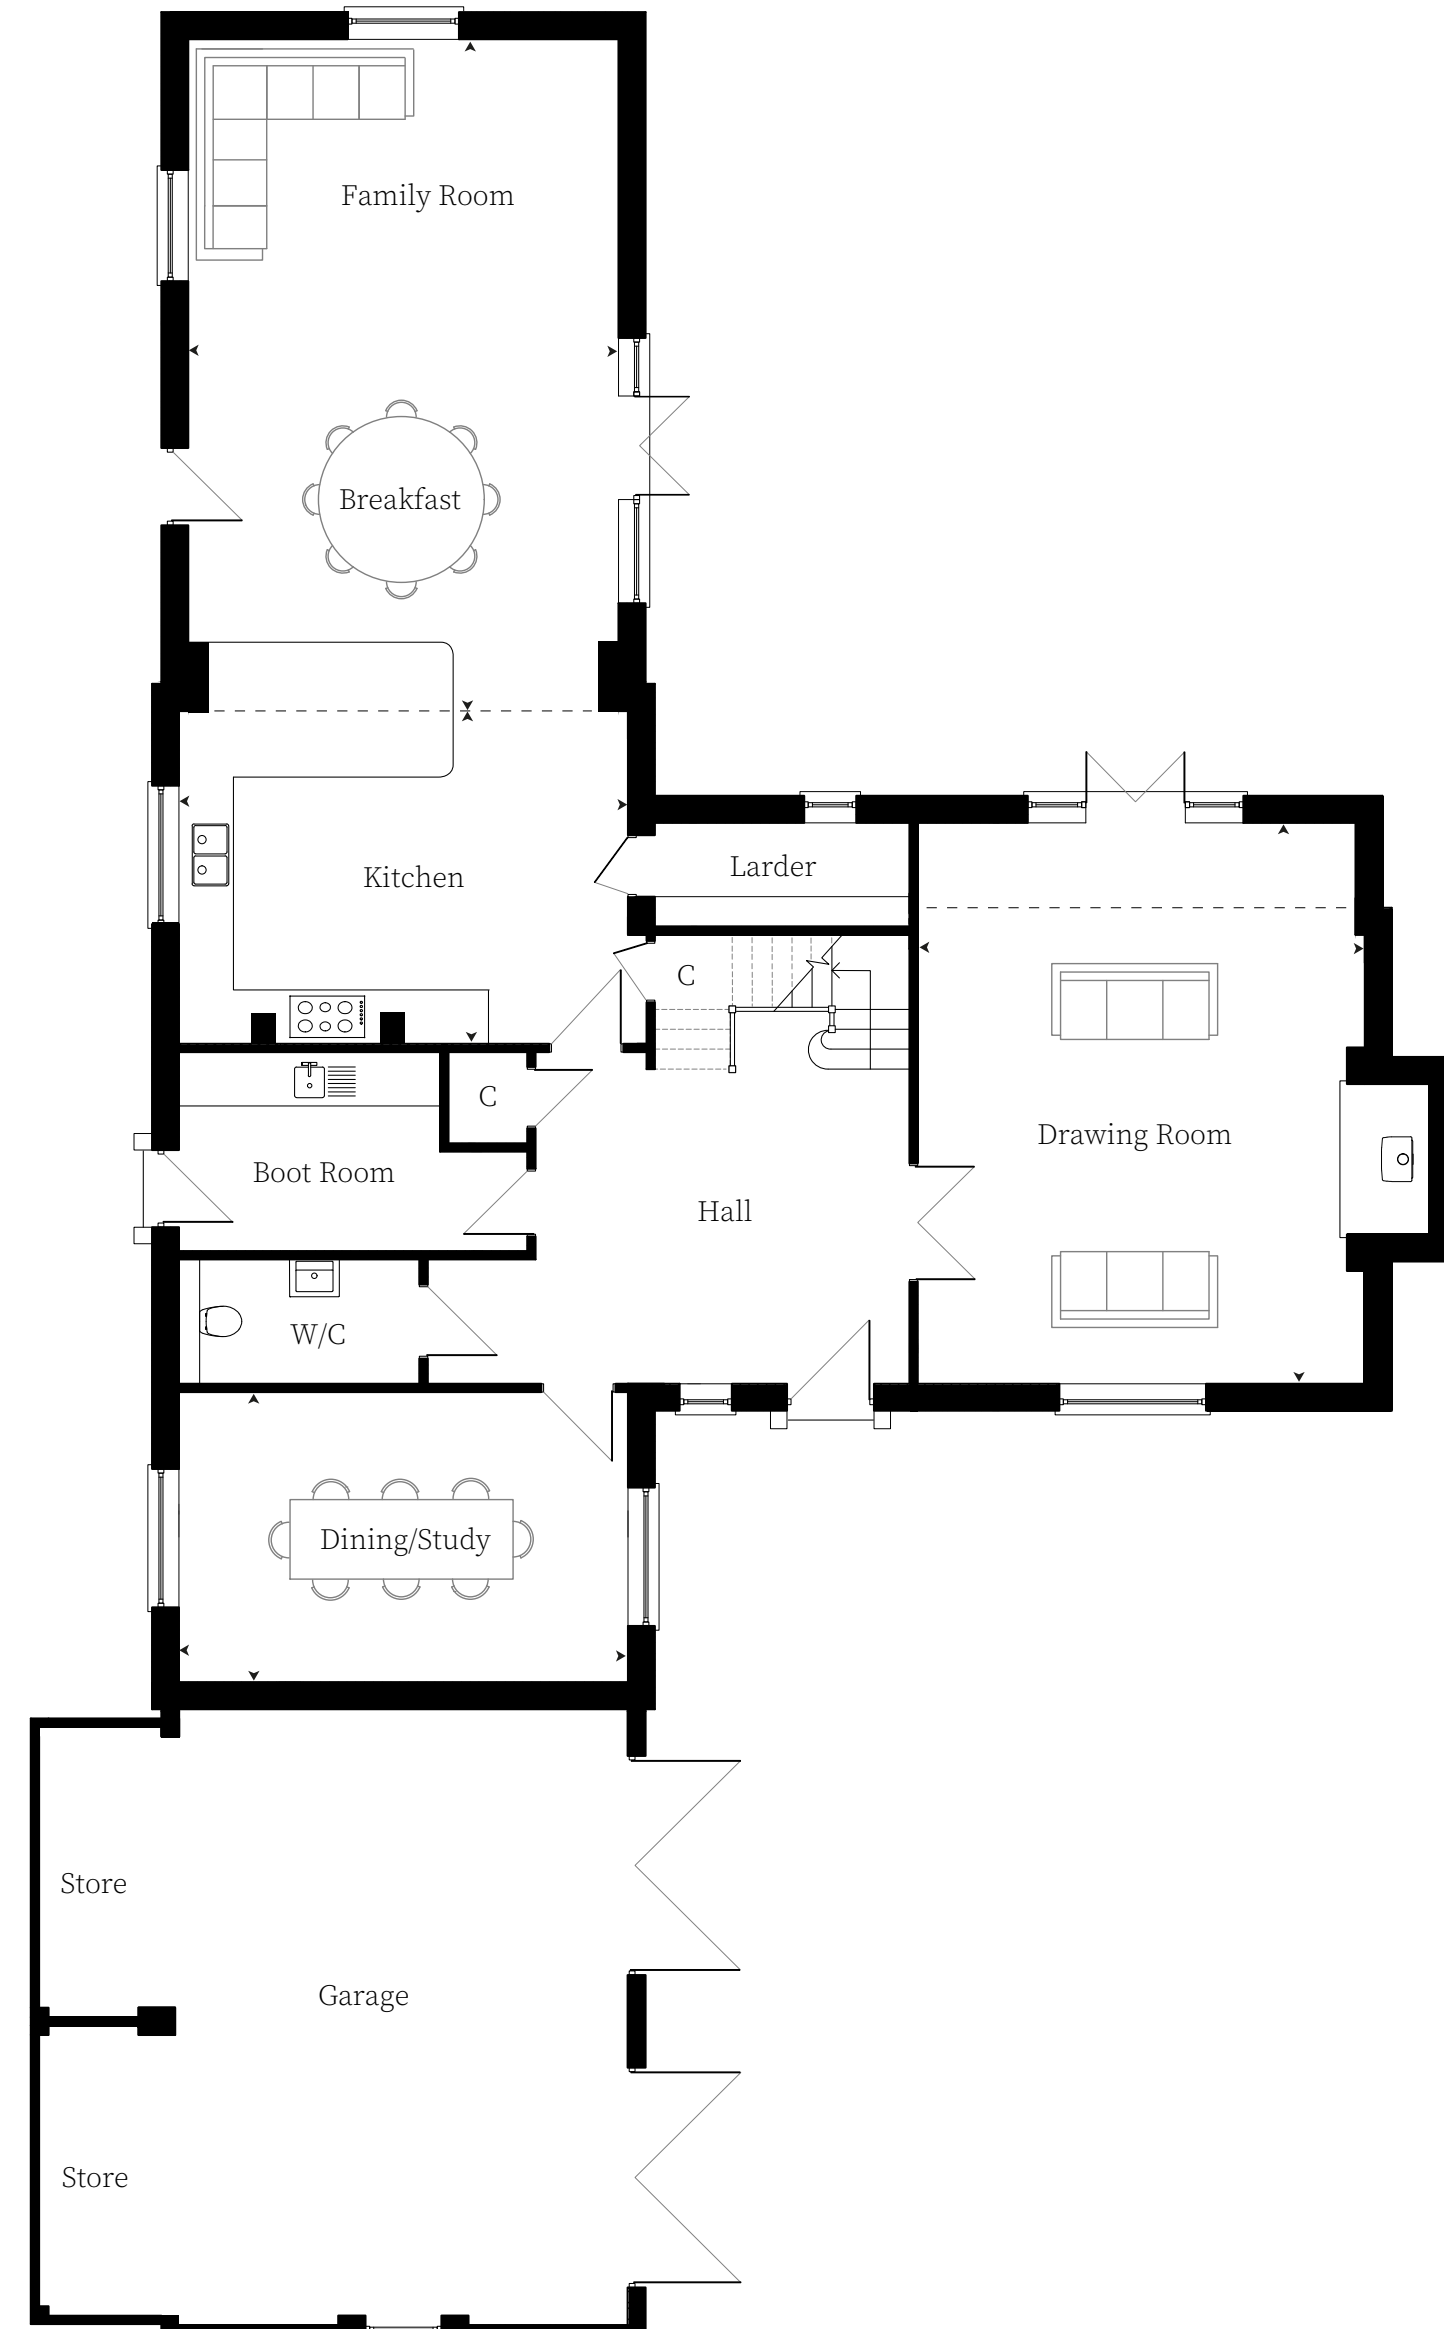 Family Room
Breakfast
Kitchen
Larder
C
C
Drawing Room
Boot Room
Hall
W/C
Dining/Study
Store
Garage
Store